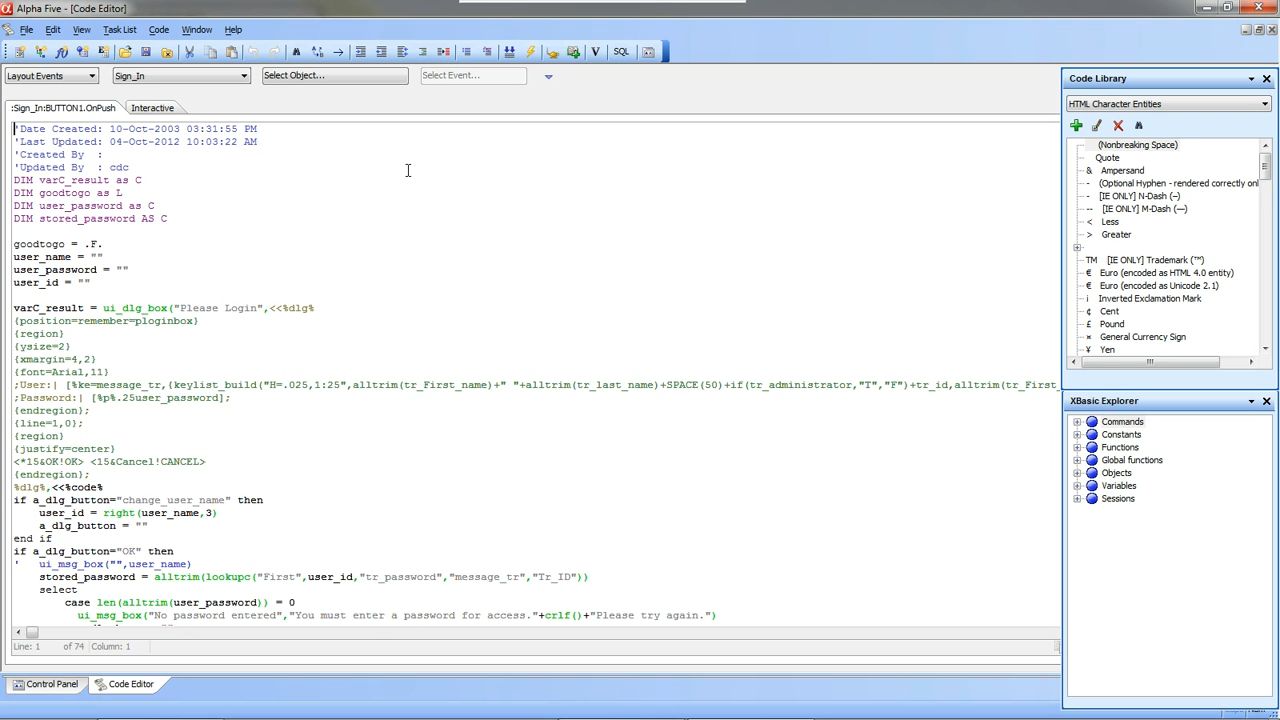 Alpha Five - [Code Editor]
File Edit View Task List Code Window Help
V SQL
Layout Events Sign_In Select Object... Select Event...
:Sign_In:BUTTON1.OnPush Interactive
'Date Created: 10-Oct-2003 03:31:55 PM
'Last Updated: 04-Oct-2012 10:03:22 AM
'Created By  :
'Updated By  : cdc
DIM varC_result as C
DIM goodtogo as L
DIM user_password as C
DIM stored_password AS C
goodtogo = .F.
user_name = ""
user_password = ""
user_id = ""
varC_result = ui_dlg_box("Please Login",<<%dlg%
{position=remember=ploginbox}
{region}
{ysize=2}
{xmargin=4,2}
{font=Arial,11}
;User:| [%ke=message_tr,{keylist_build("H=.025,1:25",alltrim(tr_First_name)+" "+alltrim(tr_last_name)+SPACE(50)+if(tr_administrator,"T","F")+tr_id,alltrim(tr_First_
;Password:| [%p%.25user_password];
{endregion};
{line=1,0};
{region}
{justify=center}
<*15&OK!OK> <15&Cancel!CANCEL>
{endregion};
%dlg%,<<%code%
if a_dlg_button="change_user_name" then
    user_id = right(user_name,3)
    a_dlg_button = ""
end if
if a_dlg_button="OK" then
'   ui_msg_box("",user_name)
    stored_password = alltrim(lookupc("First",user_id,"tr_password","message_tr","Tr_ID"))
    select
        case len(alltrim(user_password)) = 0
          ui_msg_box("No password entered","You must enter a password for access."+crlf()+"Please try again.")
Line: 1 of 74 Column: 1
Control Panel Code Editor
Code Library
HTML Character Entities
(Nonbreaking Space)
Quote
& Ampersand
- (Optional Hyphen - rendered correctly onl
- [IE ONLY] N-Dash (–)
-- [IE ONLY] M-Dash (—)
< Less
> Greater
TM [IE ONLY] Trademark (™)
€ Euro (encoded as HTML 4.0 entity)
€ Euro (encoded as Unicode 2.1)
¡ Inverted Exclamation Mark
¢ Cent
£ Pound
¤ General Currency Sign
¥ Yen
XBasic Explorer
Commands
Constants
Functions
Global functions
Objects
Variables
Sessions